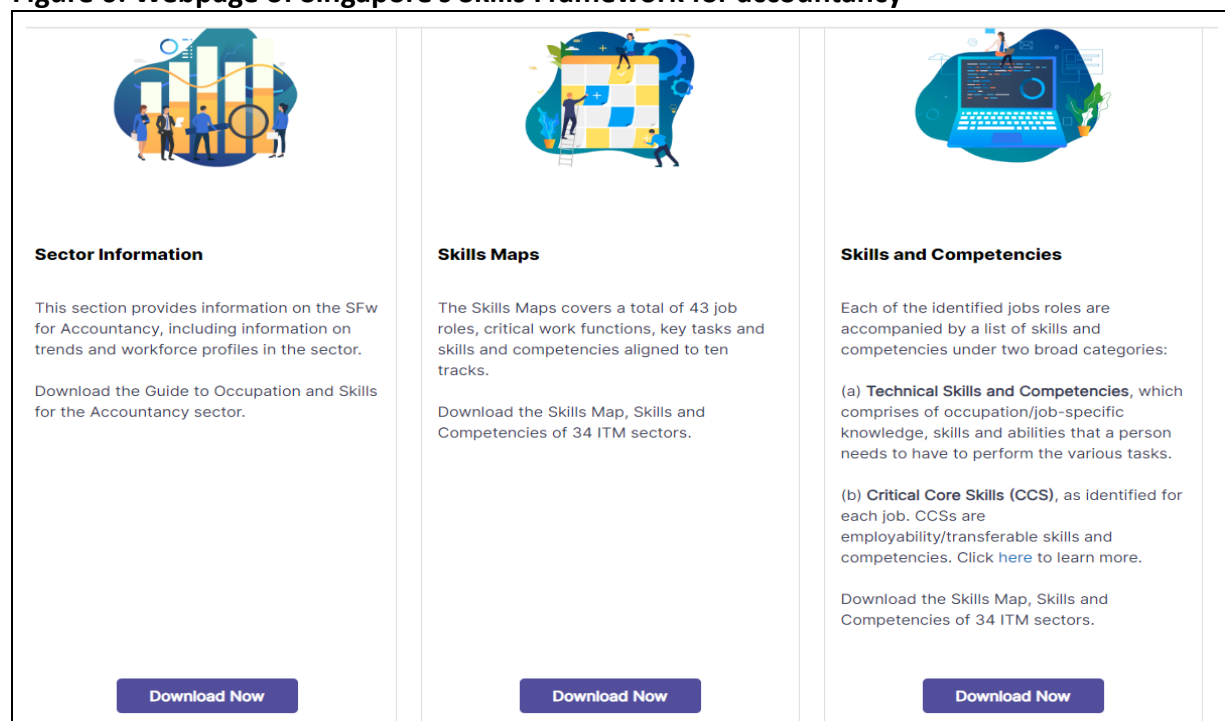 Webpage of Singapore's Skills Framework for accountancy
Sector Information
This section provides information on the SFw
for Accountancy, including information on
trends and workforce profiles in the sector.
Download the Guide to Occupation and Skills
for the Accountancy sector.
Download Now
Skills Maps
The Skills Maps covers a total of 43 job
roles, critical work functions, key tasks and
skills and competencies aligned to ten
tracks.
Download the Skills Map, Skills and
Competencies of 34 ITM sectors.
Download Now
Skills and Competencies
Each of the identified jobs roles are
accompanied by a list of skills and
competencies under two broad categories:
(a) Technical Skills and Competencies, which
comprises of occupation/job-specific
knowledge, skills and abilities that a person
needs to have to perform the various tasks.
(b) Critical Core Skills (CCS), as identified for
each job. CCSs are
employability/transferable skills and
competencies. Click here to learn more.
Download the Skills Map, Skills and
Competencies of 34 ITM sectors.
Download Now